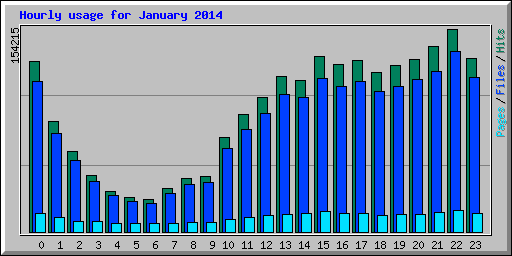 Hourly usage for January 2014
154215
Pages/Files/Hits
0 1 2 3 4 5 6 7 8 9 10 11 12 13 14 15 16 17 18 19 20 21 22 23